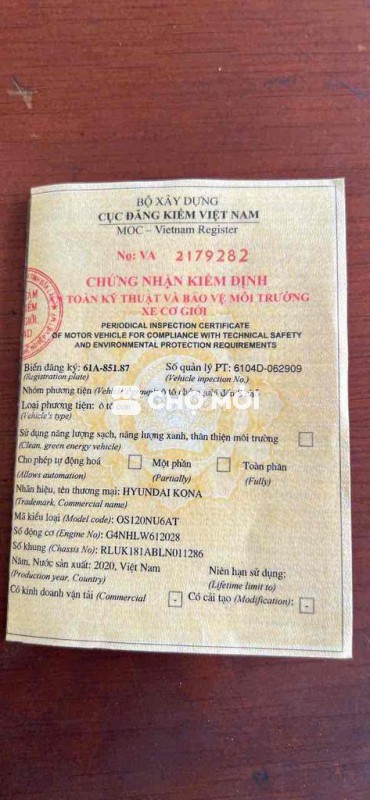 BỘ XÂY DỰNG
CỤC ĐĂNG KIỂM VIỆT NAM
MOC – Vietnam Register
No: VA 2179282
CHỨNG NHẬN KIỂM ĐỊNH
TOÀN KỸ THUẬT VÀ BẢO VỆ MÔI TRƯỜNG
XE CƠ GIỚI
PERIODICAL INSPECTION CERTIFICATE
OF MOTOR VEHICLE FOR COMPLIANCE WITH TECHNICAL SAFETY
AND ENVIRONMENTAL PROTECTION REQUIREMENTS
Biển đăng ký: 61A-851.87 Số quản lý PT: 6104D-062909
(Registration plate) (Vehicle inpection No.)
Nhóm phương tiện ô tô
CHỢ MỚI
Loại phương tiện: ô tô
(Vehicle's type)
Sử dụng năng lượng sạch, năng lượng xanh, thân thiện môi trường
(Clean, green energy vehicle)
Cho phép tự động hoá Một phần Toàn phần
(Allows automation) (Partially) (Fully)
Nhãn hiệu, tên thương mại: HYUNDAI KONA
(Trademark, Commercial name)
Mã kiểu loại (Model code): OS120NU6AT
Số động cơ (Engine No): G4NHLW612028
Số khung (Chassis No): RLUK181ABLN011286
Năm, Nước sản xuất: 2020, Việt Nam Niên hạn sử dụng:
(Production year, Country) (Lifetime limit to)
Có kinh doanh vận tải (Commercial - Có cải tạo (Modification): -